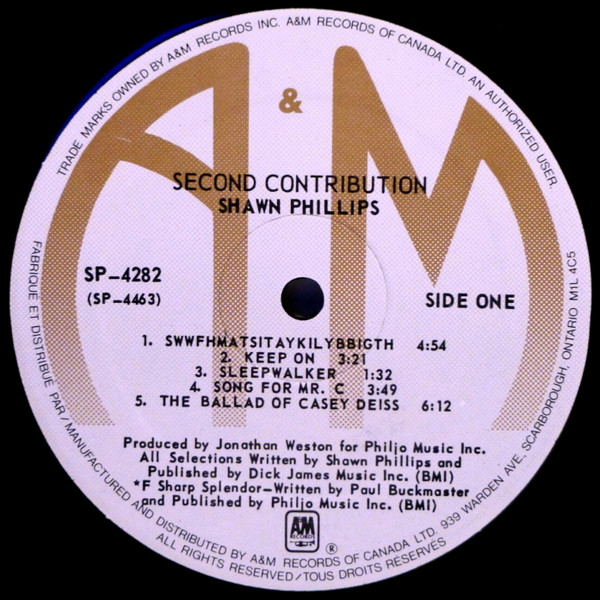 TRADE MARKS OWNED BY A&M RECORDS INC. A&M RECORDS OF CANADA LTD. AN AUTHORIZED USER.
A & M
SECOND CONTRIBUTION
SHAWN PHILLIPS
SP-4282
(SP-4463)
SIDE ONE
1. SWWFHMATSITAYKILYBBIGTH 4:54
2. KEEP ON 3:21
3. SLEEPWALKER 1:32
4. SONG FOR MR. C 3:49
5. THE BALLAD OF CASEY DEISS 6:12
Produced by Jonathan Weston for Philjo Music Inc.
All Selections Written by Shawn Phillips and
Published by Dick James Music Inc. (BMI)
*F Sharp Splendor-Written by Paul Buckmaster
and Published by Philjo Music Inc. (BMI)
A&M
RECORDS
®
FABRIQUÉ ET DISTRIBUÉ PAR / MANUFACTURED AND DISTRIBUTED BY A&M RECORDS OF CANADA LTD. 939 WARDEN AVE. SCARBOROUGH, ONTARIO M1L 4C5
ALL RIGHTS RESERVED / TOUS DROITS RESERVÉS